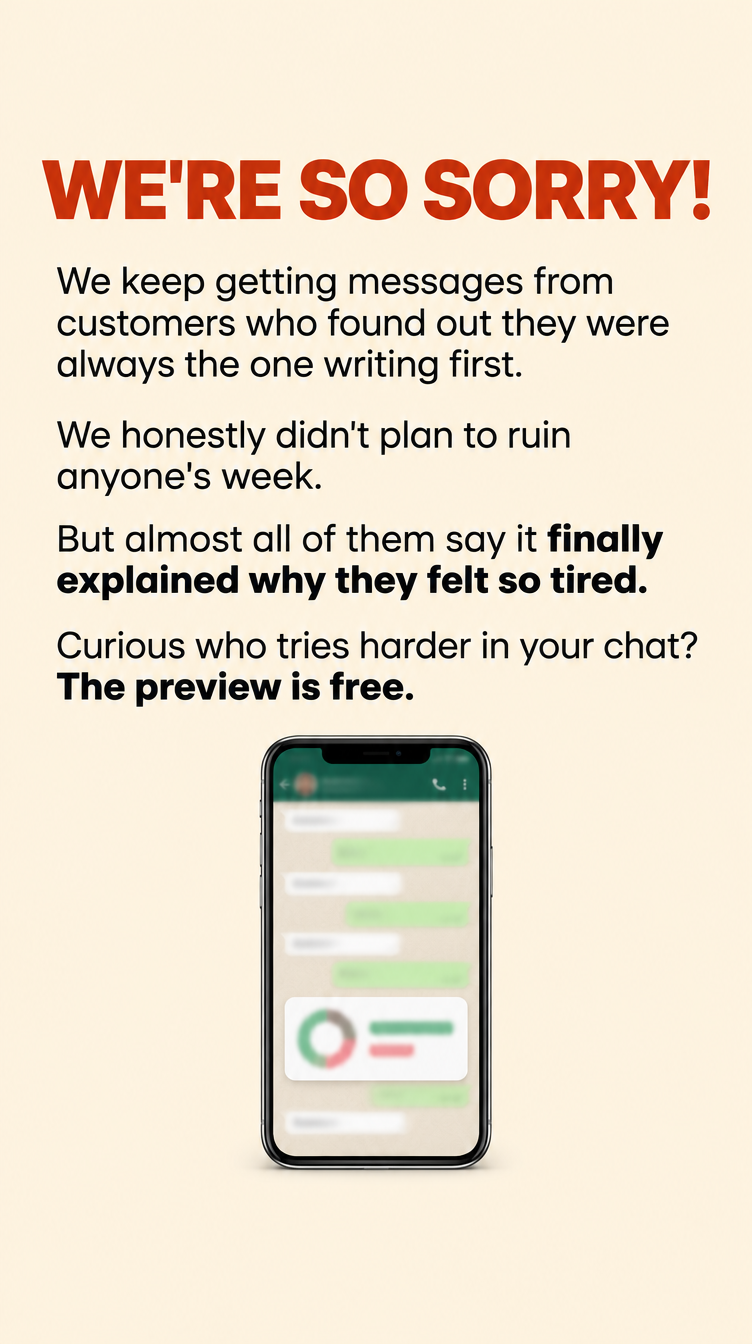 WE'RE SO SORRY!
We keep getting messages from
customers who found out they were
always the one writing first.
We honestly didn't plan to ruin
anyone's week.
But almost all of them say it finally
explained why they felt so tired.
Curious who tries harder in your chat?
The preview is free.